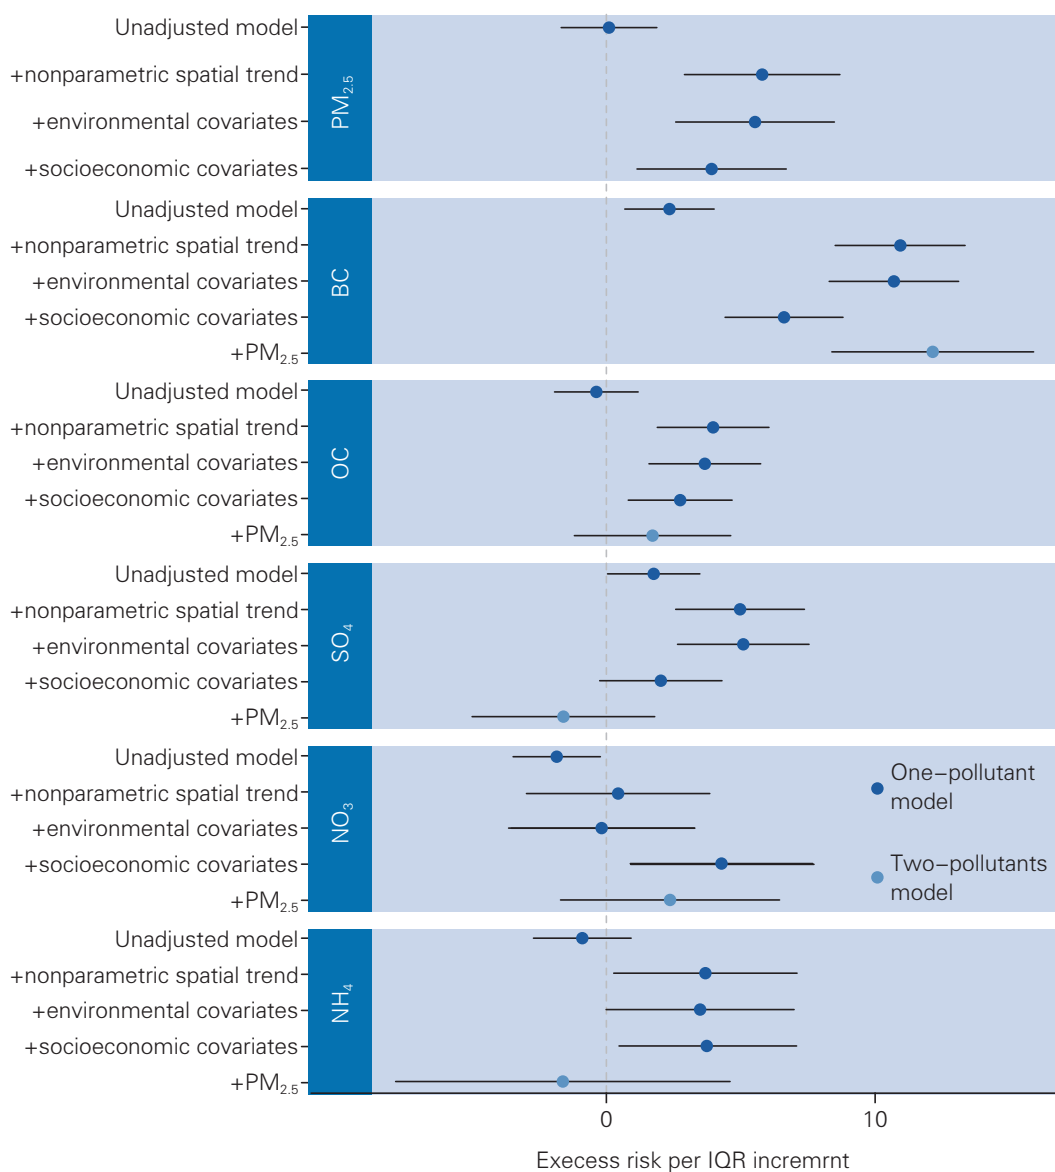 PM2.5
Unadjusted model
+nonparametric spatial trend
+environmental covariates
+socioeconomic covariates
BC
Unadjusted model
+nonparametric spatial trend
+environmental covariates
+socioeconomic covariates
+PM2.5
OC
Unadjusted model
+nonparametric spatial trend
+environmental covariates
+socioeconomic covariates
+PM2.5
SO4
Unadjusted model
+nonparametric spatial trend
+environmental covariates
+socioeconomic covariates
+PM2.5
NO3
Unadjusted model
+nonparametric spatial trend
+environmental covariates
+socioeconomic covariates
+PM2.5
One–pollutant
model
Two–pollutants
model
NH4
Unadjusted model
+nonparametric spatial trend
+environmental covariates
+socioeconomic covariates
+PM2.5
0 10
Execess risk per IQR incremrnt